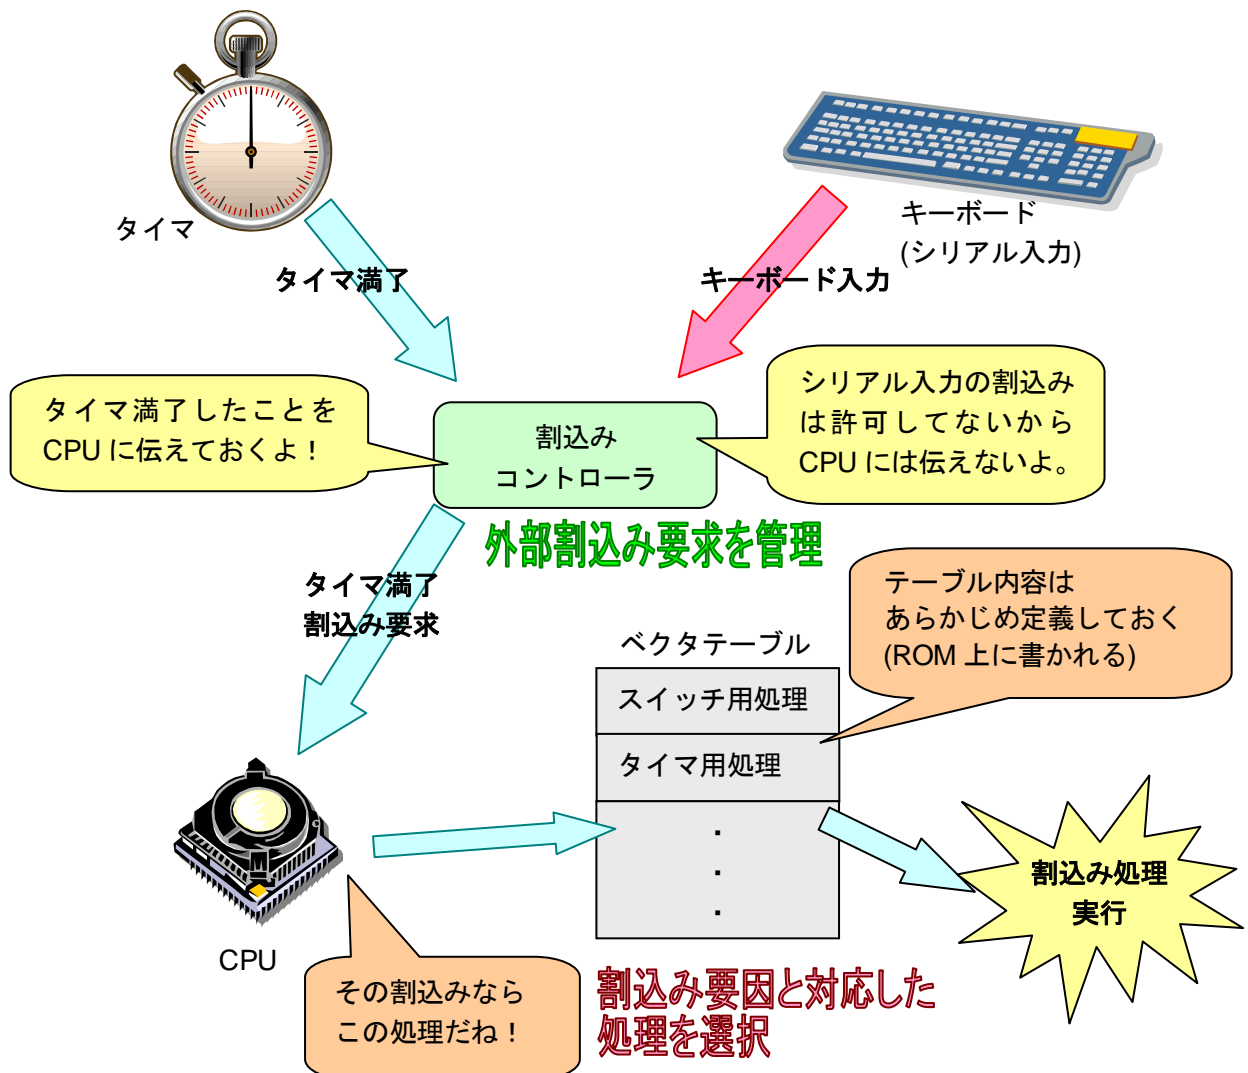 タイマ
キーボード
(シリアル入力)
タイマ満了
キーボード入力
タイマ満了したことを
CPU に伝えておくよ！
割込み
コントローラ
シリアル入力の割込み
は許可してないから
CPU には伝えないよ。
外部割込み要求を管理
タイマ満了
割込み要求
テーブル内容は
あらかじめ定義しておく
(ROM 上に書かれる)
ベクタテーブル
スイッチ用処理
タイマ用処理
・
・
・
割込み処理
実行
CPU
その割込みなら
この処理だね！
割込み要因と対応した
処理を選択